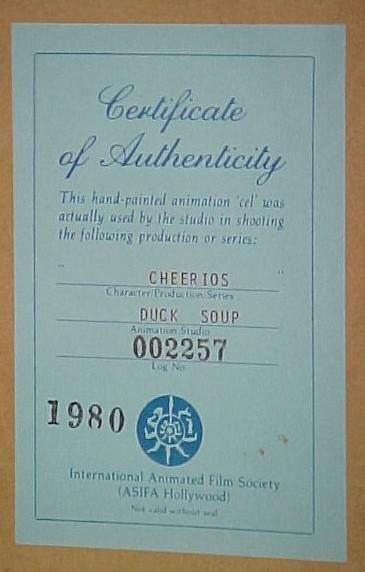 Certificate
of Authenticity
This hand-painted animation 'cel' was
actually used by the studio in shooting
the following production or series:
" "
CHEERIOS
Character/Production/Series
DUCK SOUP
Animation Studio
002257
Log No.
1980
International Animated Film Society
(ASIFA Hollywood)
Not valid without seal